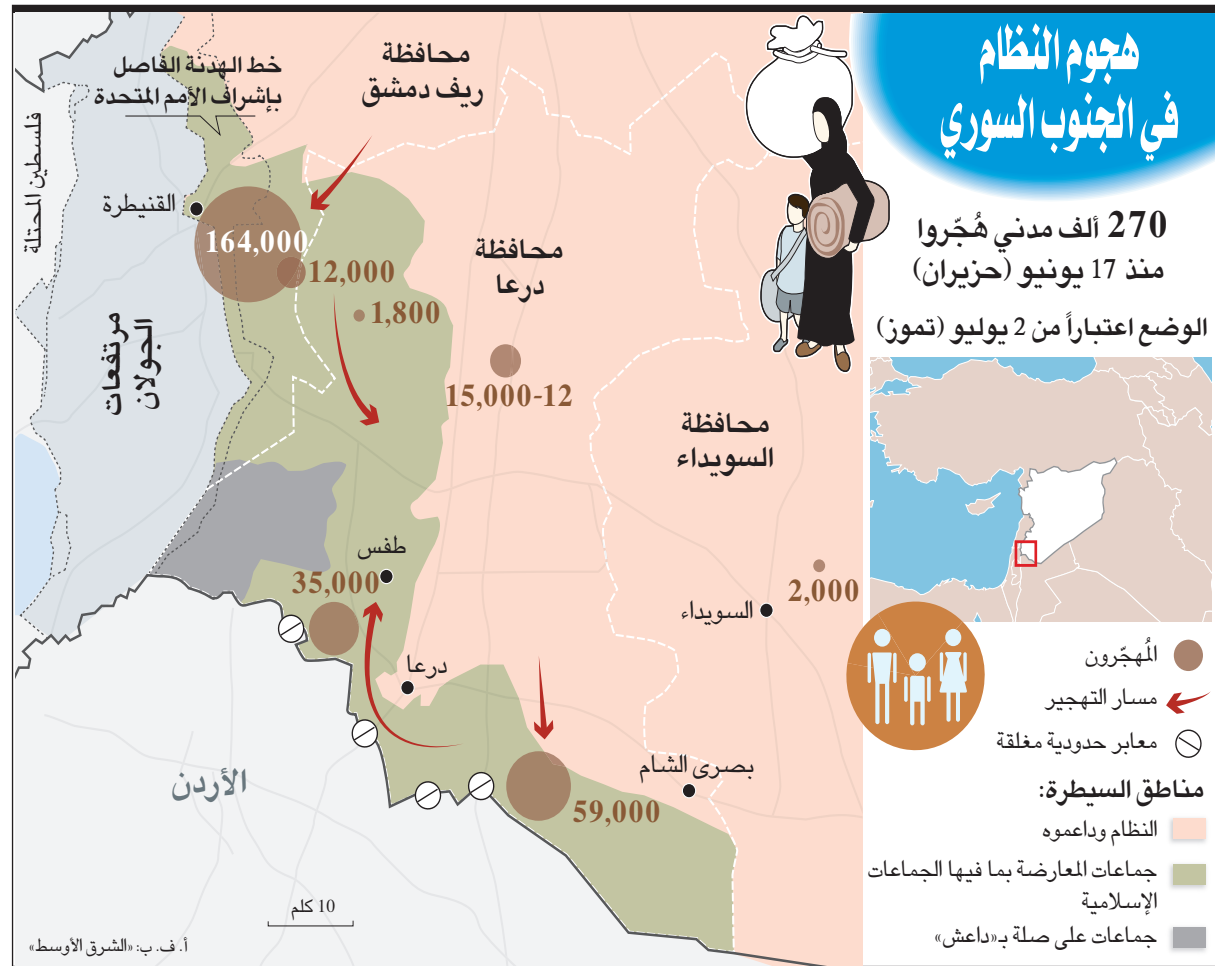 هجوم النظام
في الجنوب السوري
270 ألف مدني هُجّروا
منذ 17 يونيو (حزيران)
الوضع اعتباراً من 2 يوليو (تموز)
المُهجّرون
مسار التهجير
معابر حدودية مغلقة
مناطق السيطرة:
النظام وداعموه
جماعات المعارضة بما فيها الجماعات
الإسلامية
جماعات على صلة بـ«داعش»
محافظة
ريف دمشق
خط الهدنة الفاصل
بإشراف الأمم المتحدة
فلسطين المحتلة
القنيطرة
164,000
12,000
1,800
محافظة
درعا
15,000-12
مرتفعات
الجولان
محافظة
السويداء
طفس
35,000
2,000
السويداء
درعا
بصرى الشام
59,000
الأردن
10 كلم
أ. ف. ب: «الشرق الأوسط»